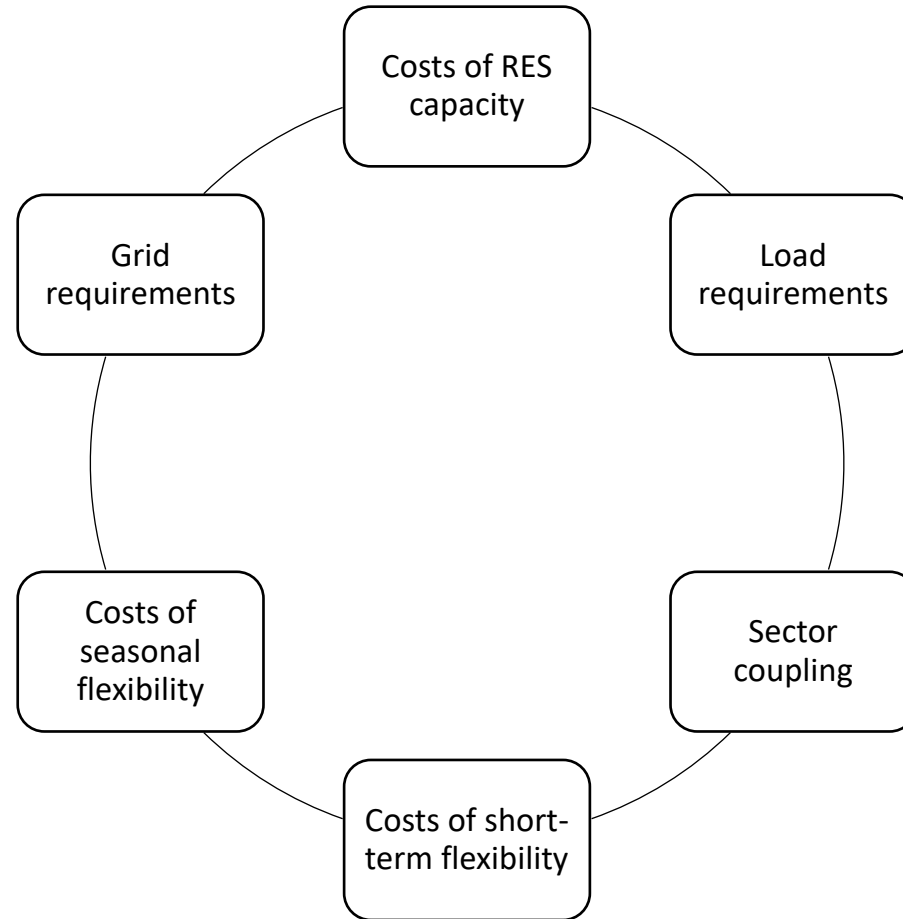 Costs of RES
capacity
Load
requirements
Sector
coupling
Costs of short-
term flexibility
Costs of
seasonal
flexibility
Grid
requirements